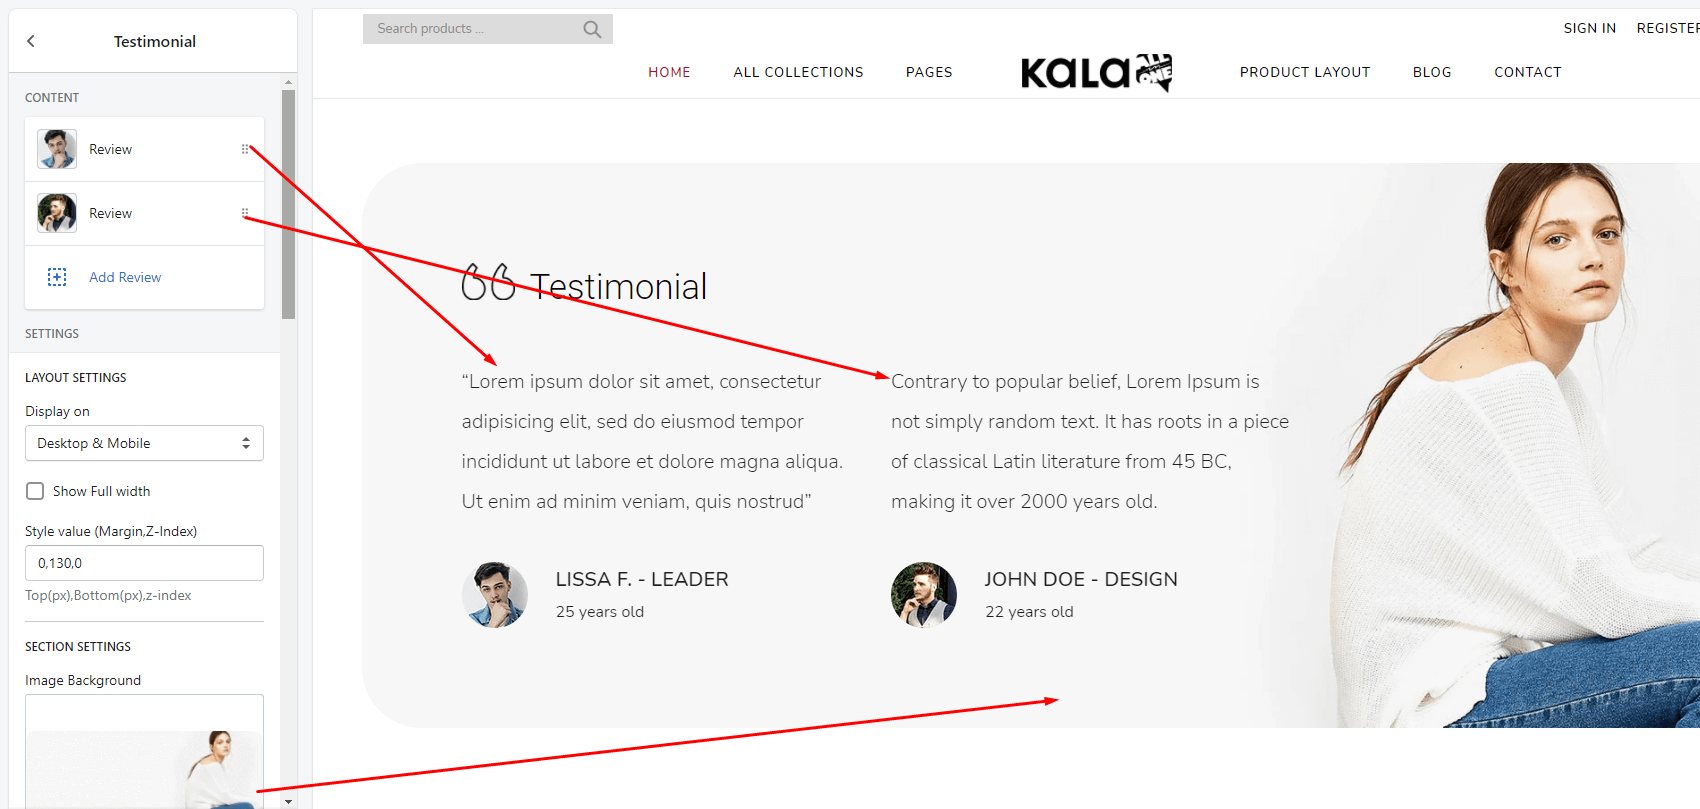 Testimonial
CONTENT
Review
Review
Add Review
SETTINGS
LAYOUT SETTINGS
Display on
Desktop & Mobile
Show Full width
Style value (Margin,Z-Index)
0,130,0
Top(px),Bottom(px),z-index
SECTION SETTINGS
Image Background
Search products ...
SIGN IN REGISTER
HOME ALL COLLECTIONS PAGES KALA ALL IN ONE PRODUCT LAYOUT BLOG CONTACT
Testimonial
“Lorem ipsum dolor sit amet, consectetur
adipisicing elit, sed do eiusmod tempor
incididunt ut labore et dolore magna aliqua.
Ut enim ad minim veniam, quis nostrud”
LISSA F. - LEADER
25 years old
Contrary to popular belief, Lorem Ipsum is
not simply random text. It has roots in a piece
of classical Latin literature from 45 BC,
making it over 2000 years old.
JOHN DOE - DESIGN
22 years old